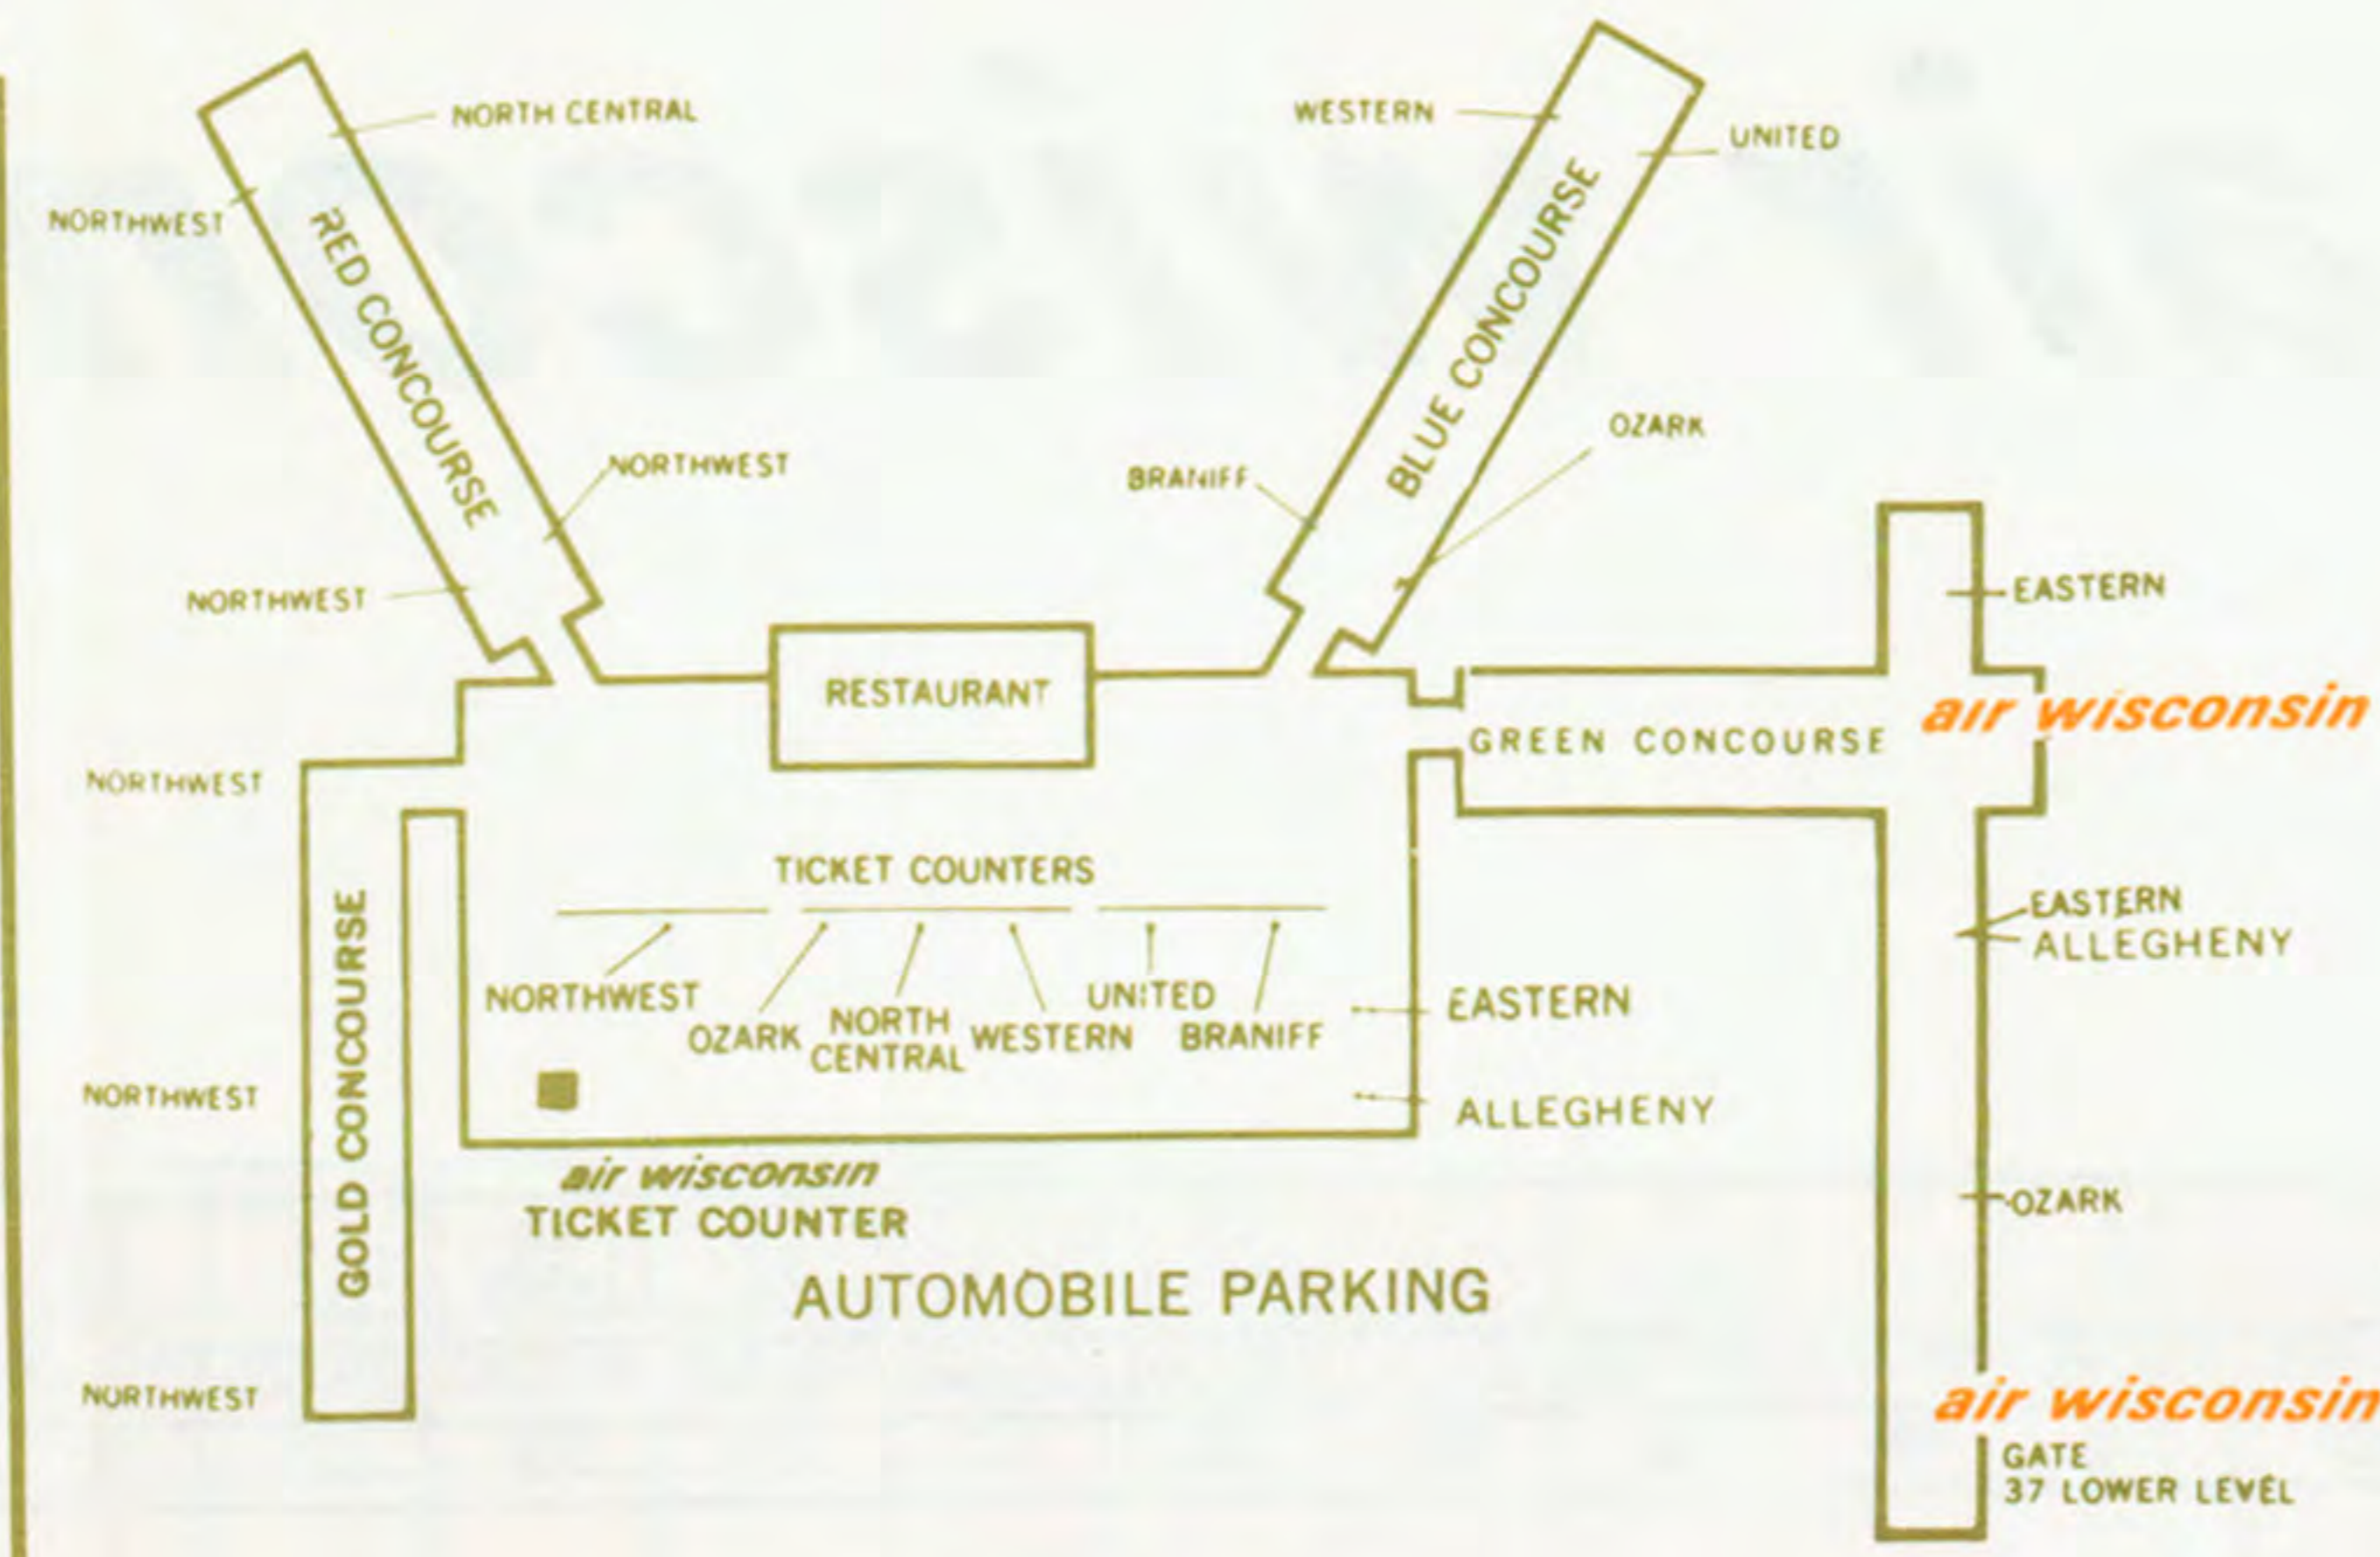 NORTH CENTRAL
NORTHWEST
RED CONCOURSE
NORTHWEST
NORTHWEST
WESTERN
UNITED
BLUE CONCOURSE
BRANIFF
OZARK
RESTAURANT
EASTERN
GREEN CONCOURSE
air wisconsin
NORTHWEST
GOLD CONCOURSE
NORTHWEST
NORTHWEST
TICKET COUNTERS
NORTHWEST
OZARK
NORTH
CENTRAL
WESTERN
UNITED
BRANIFF
EASTERN
ALLEGHENY
EASTERN
ALLEGHENY
OZARK
air wisconsin
TICKET COUNTER
AUTOMOBILE PARKING
air wisconsin
GATE
37 LOWER LEVEL